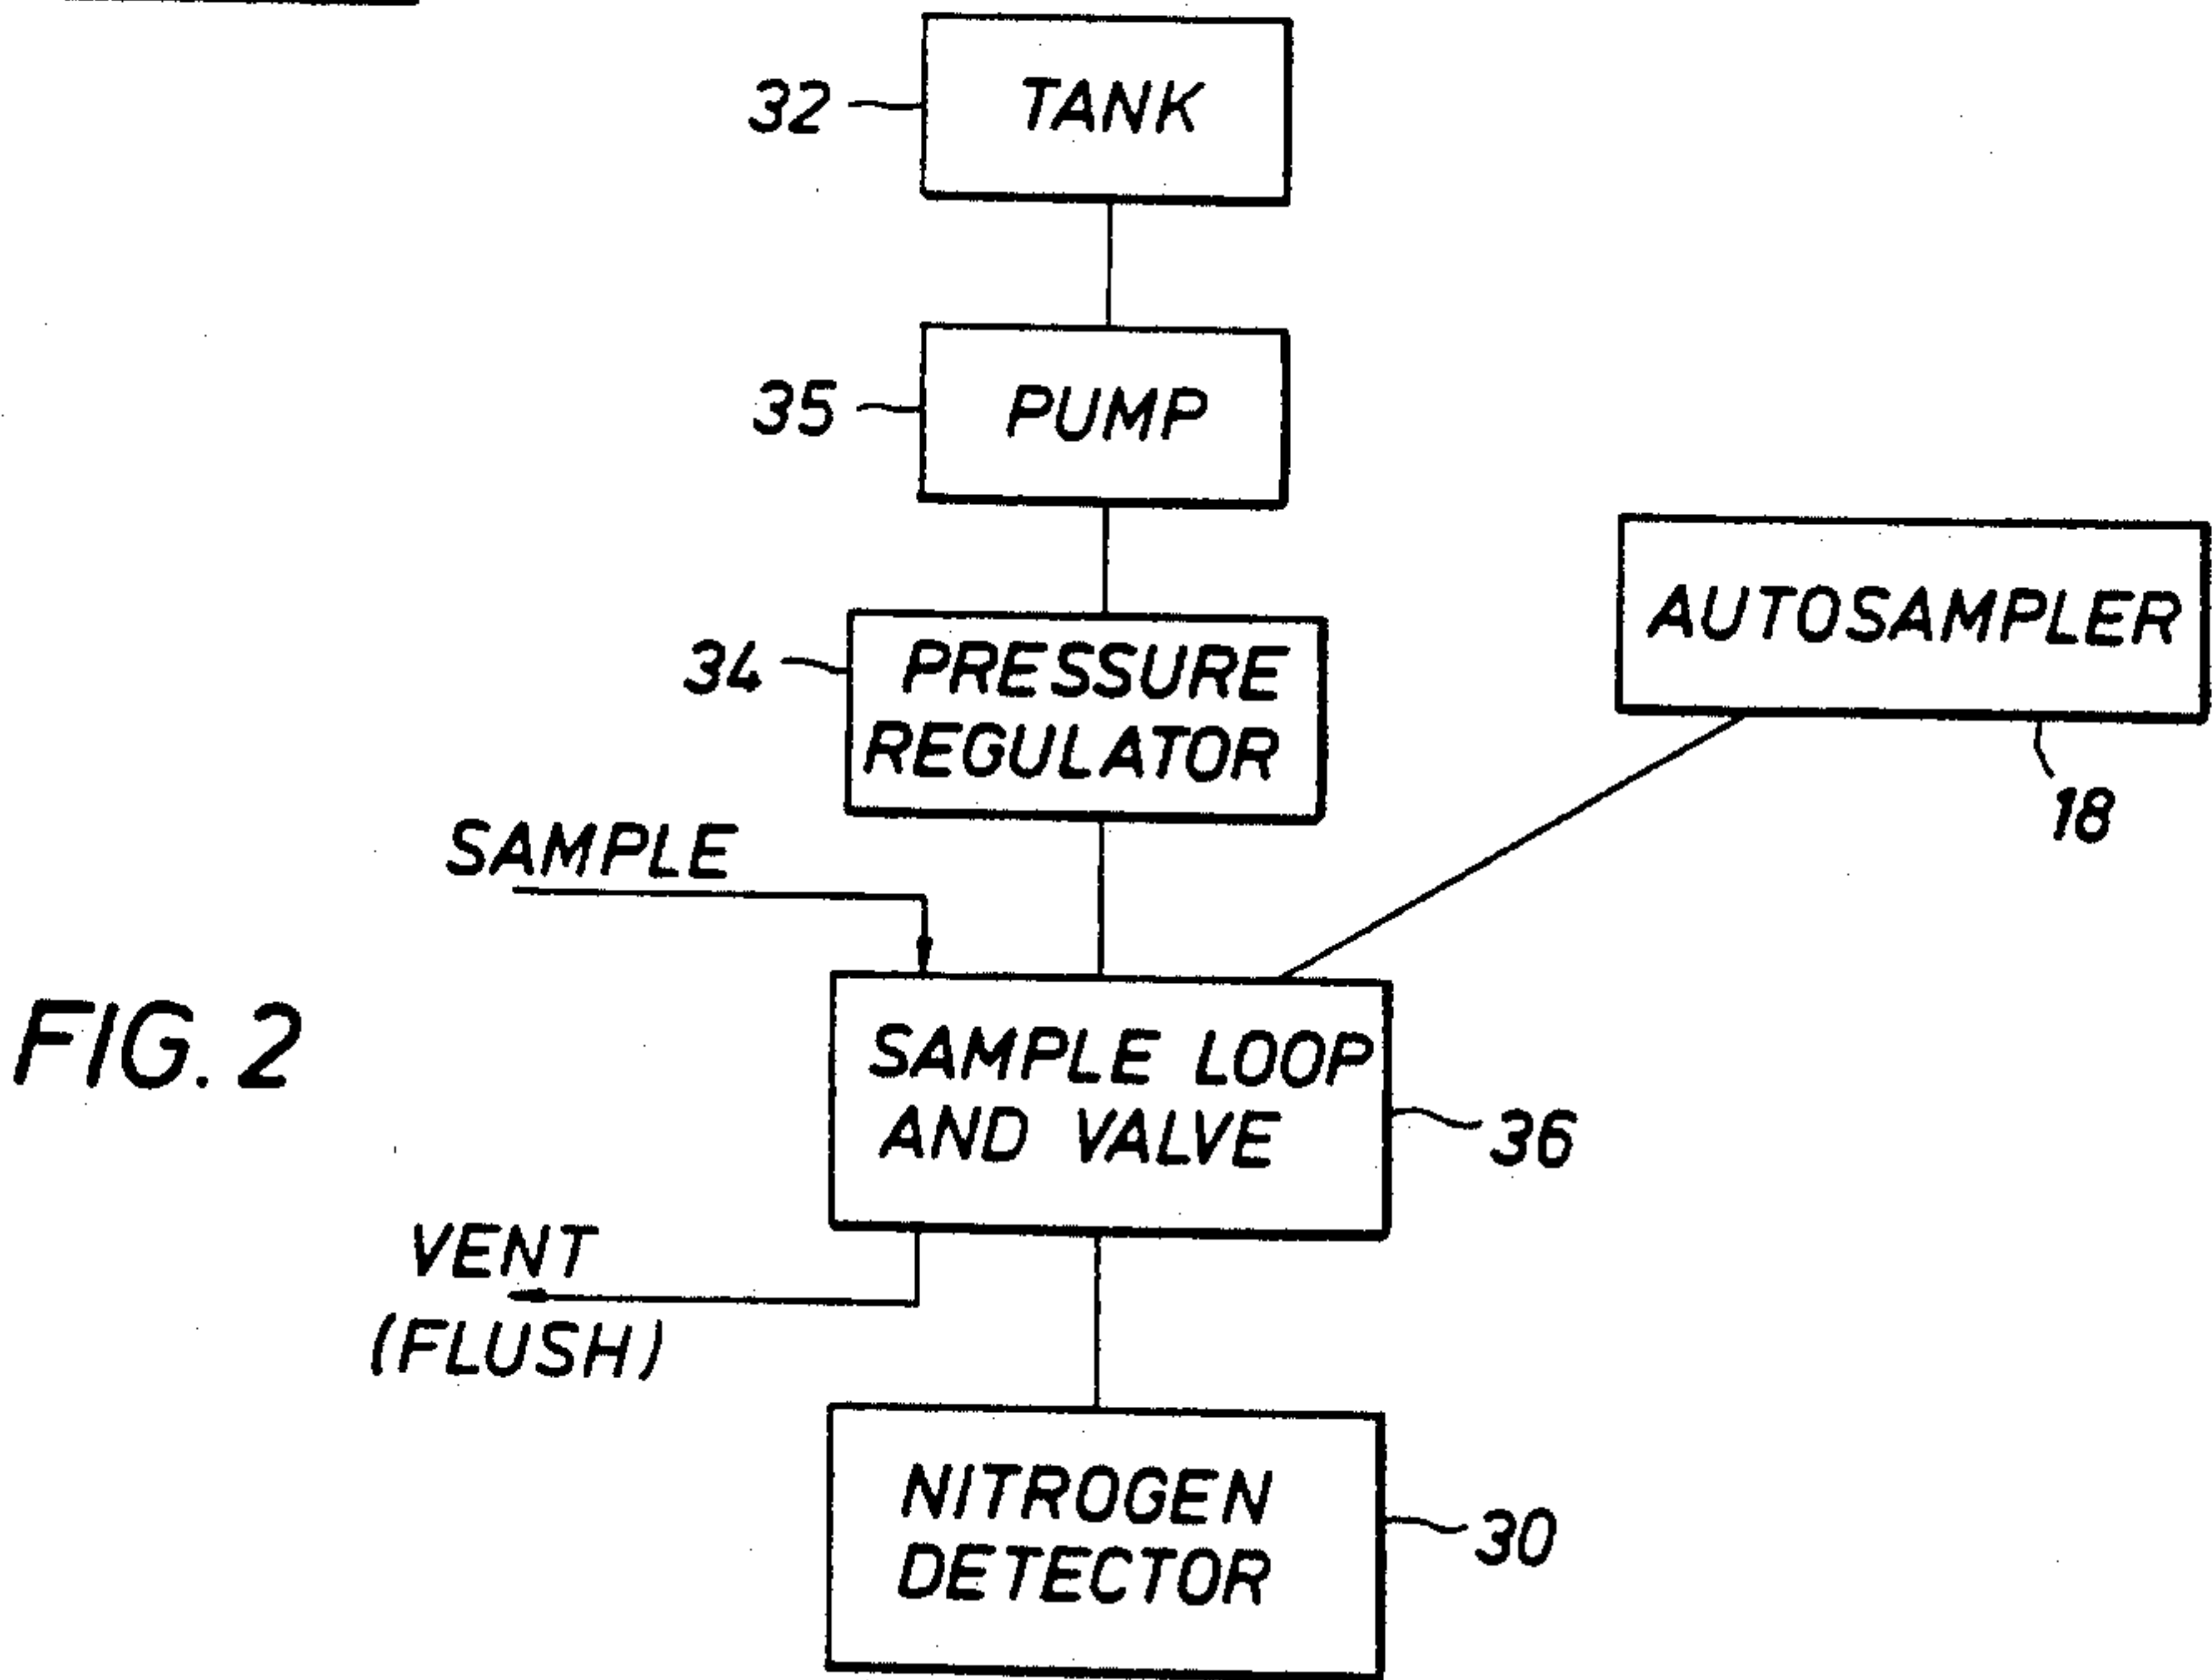 32
TANK
35
PUMP
34
PRESSURE
REGULATOR
AUTOSAMPLER
18
SAMPLE
FIG. 2
SAMPLE LOOP
AND VALVE
36
VENT
(FLUSH)
NITROGEN
DETECTOR
30